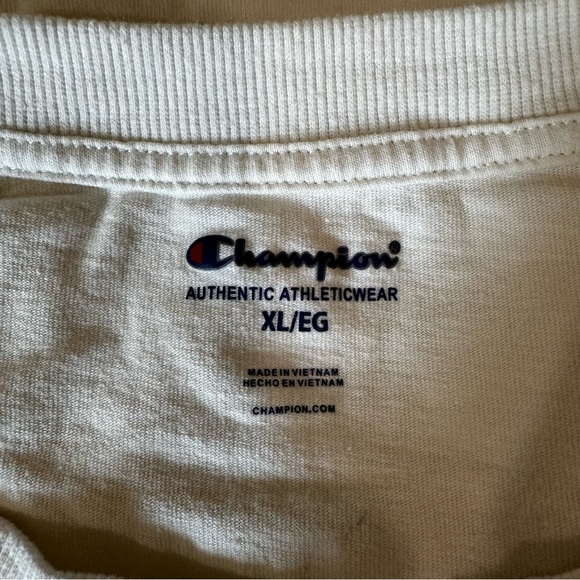 Champion®
AUTHENTIC ATHLETICWEAR
XL/EG
MADE IN VIETNAM
HECHO EN VIETNAM
CHAMPION.COM